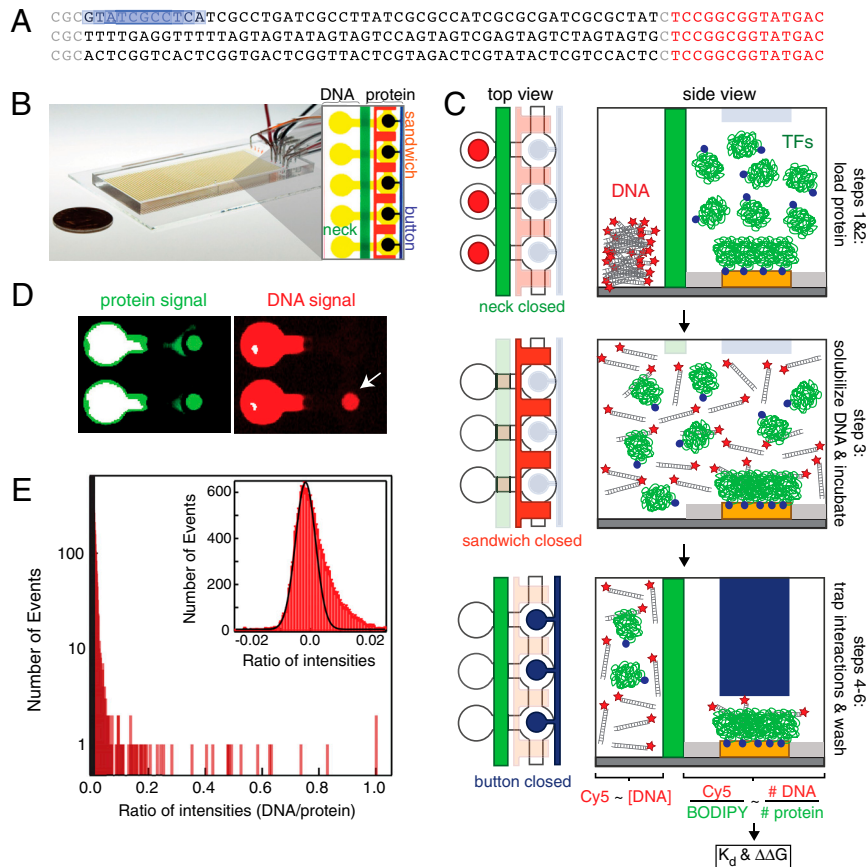 A
CGCGTATCGCCTCATCGCCTGATCGCCTTATCGCGCCATCGCGCGATCGCGCTATCTCCGGCGGTATGAC
CGCTTTTGAGGTTTTTAGTAGTATAGTAGTCCAGTAGTCGAGTAGTCTAGTATCGTACCTCCGGCGGTATGAC
CGCACTCGGTACTCGGTGACTCGGTTACTCGTAGACTCGTATACTCGTCACTCGTCCACTCCTCCGGCGGTATGAC
B
DNA protein
sandwich
button
neck
C top view side view
DNA
TFs
neck closed
steps 1&2:
load protein
sandwich closed
step 3:
solubilize DNA & incubate
button closed
steps 4-6:
trap interactions & wash
Cy5 ~ [DNA]
Cy5 ~ # DNA
BODIPY # protein
Kd & ΔΔG
D
protein signal DNA signal
E
Number of Events
100
10
1
0.0 0.2 0.4 0.6 0.8 1.0
Ratio of intensities (DNA/protein)
Number of Events
600
400
200
0
-0.02 0.0 0.02
Ratio of intensities